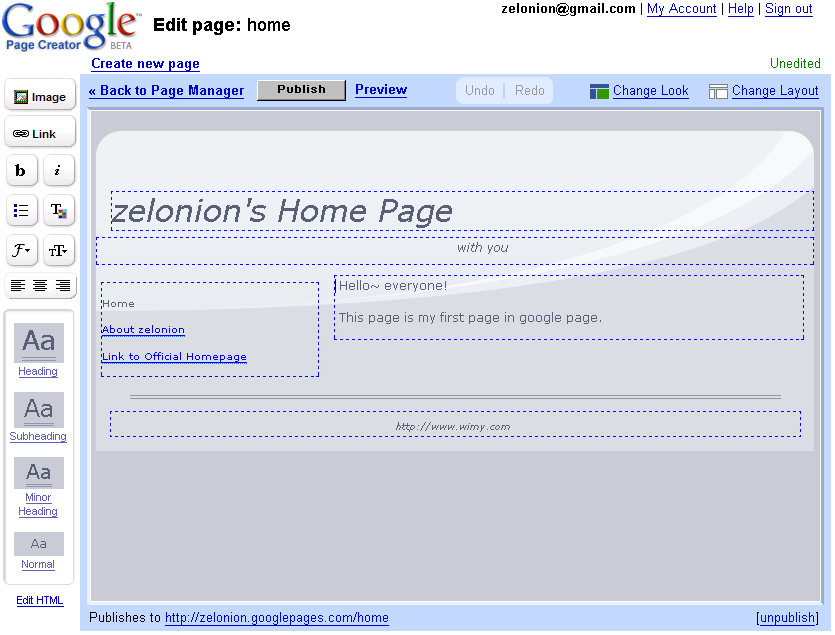 Google™
Page Creator BETA
Edit page: home
zelonion@gmail.com | My Account | Help | Sign out
Create new page
Unedited
« Back to Page Manager
Publish
Preview
Undo | Redo
Change Look
Change Layout
Image
Link
b
i
T
F
TT
Aa
Heading
Aa
Subheading
Aa
Minor
Heading
Aa
Normal
Edit HTML
zelonion's Home Page
with you
Home
About zelonion
Link to Official Homepage
Hello~ everyone!
This page is my first page in google page.
http://www.wimy.com
Publishes to http://zelonion.googlepages.com/home
[unpublish]